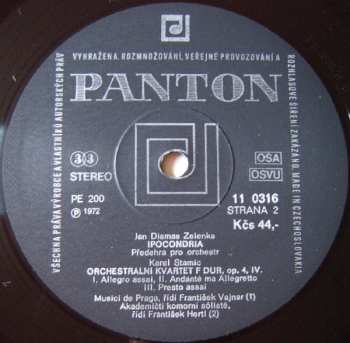 VYHRAŽENA. ROZMNOŽOVÁNÍ, VEŘEJNÉ PROVOZOVÁNÍ A
ROZHLASOVÉ ŠÍŘENÍ ZAKÁZÁNO. MADE IN CZECHOSLOVAKIA
VŠECHNA PRÁVA VÝROBCE A VLASTNÍKŮ AUTORSKÝCH PRÁV
PANTON
33 STEREO
OSA
OSVU
PE 200
℗ 1972
11 0316
STRANA 2
Kčs 44,-
Jan Dismas Zelenka
IPOCONDRIA
Předehra pro orchestr
Karel Stamic
ORCHESTRÁLNÍ KVARTET F DUR, op. 4, IV.
I. Allegro assai, II. Andante ma Allegretto
III. Presto assai
Musici de Praga, řídí František Vajnar (1)
Akademičtí komorní sólisté,
řídí František Hertl (2)